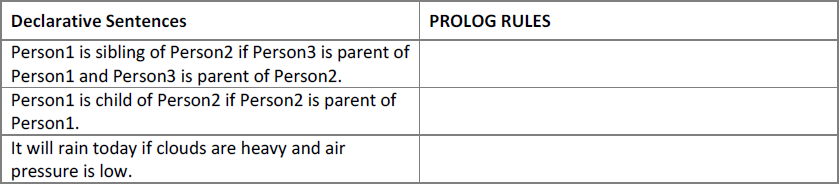 Declarative Sentences PROLOG RULES
Person1 is sibling of Person2 if Person3 is parent of
Person1 and Person3 is parent of Person2.
Person1 is child of Person2 if Person2 is parent of
Person1.
It will rain today if clouds are heavy and air
pressure is low.